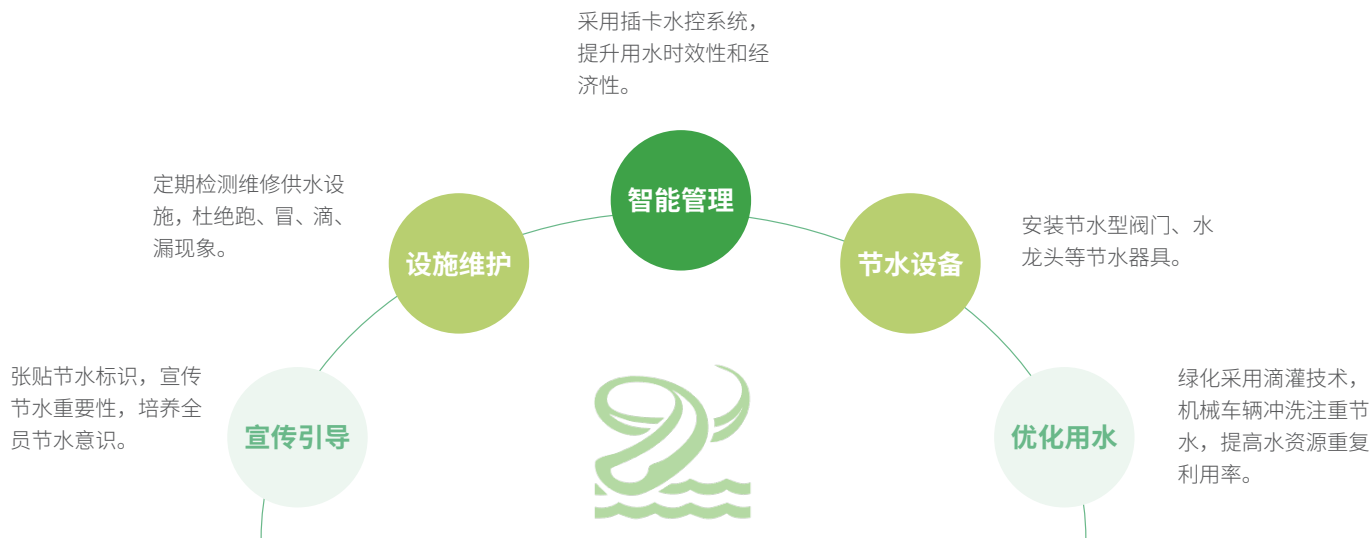 采用插卡水控系统，
提升用水时效性和经
济性。
智能管理
定期检测维修供水设
施，杜绝跑、冒、滴、
漏现象。
设施维护
节水设备
安装节水型阀门、水
龙头等节水器具。
张贴节水标识，宣传
节水重要性，培养全
员节水意识。
宣传引导
优化用水
绿化采用滴灌技术，
机械车辆冲洗注重节
水，提高水资源重复
利用率。